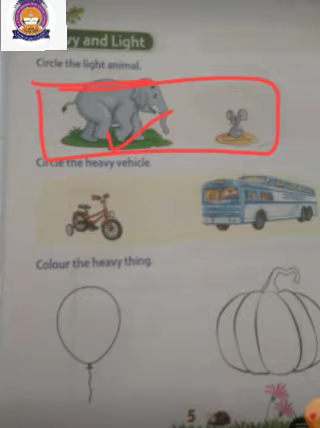 vy and Light
Circle the light animal.
Circle the heavy vehicle.
Colour the heavy thing.
5